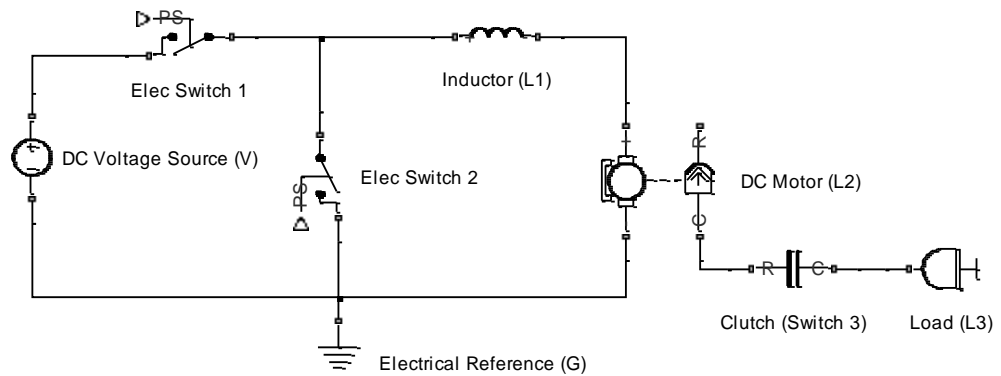 PS
Elec Switch 1
Inductor (L1)
DC Voltage Source (V)
PS
Elec Switch 2
R
DC Motor (L2)
C
R
C
Clutch (Switch 3)
Load (L3)
Electrical Reference (G)